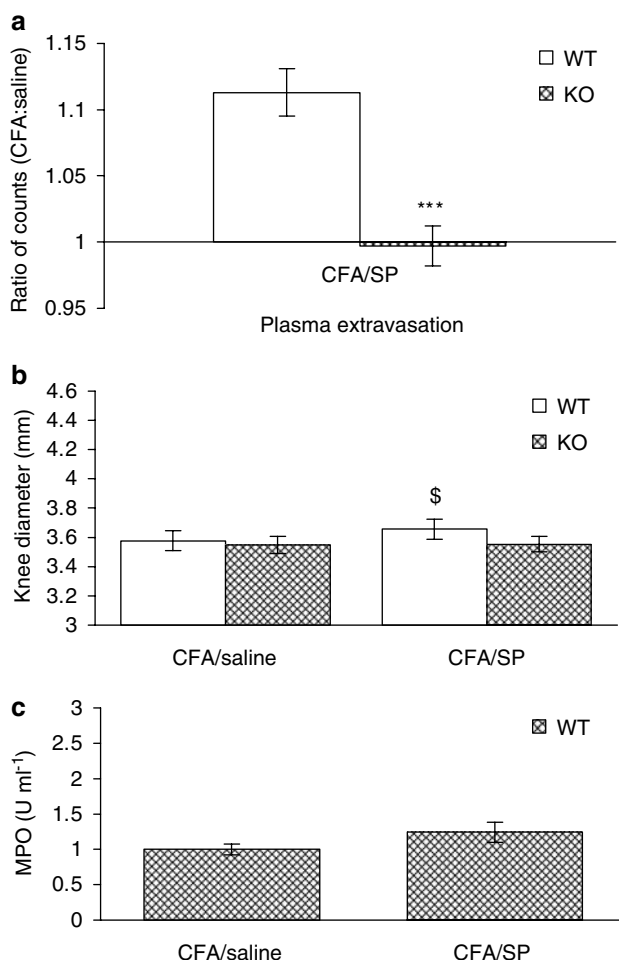 a
Ratio of counts (CFA:saline)
1.15
1.1
1.05
1
0.95
WT
KO
***
CFA/SP
Plasma extravasation
b
Knee diameter (mm)
4.6
4.4
4.2
4
3.8
3.6
3.4
3.2
3
WT
KO
$
CFA/saline CFA/SP
c
MPO (U ml⁻¹)
3
2.5
2
1.5
1
0.5
0
WT
CFA/saline CFA/SP